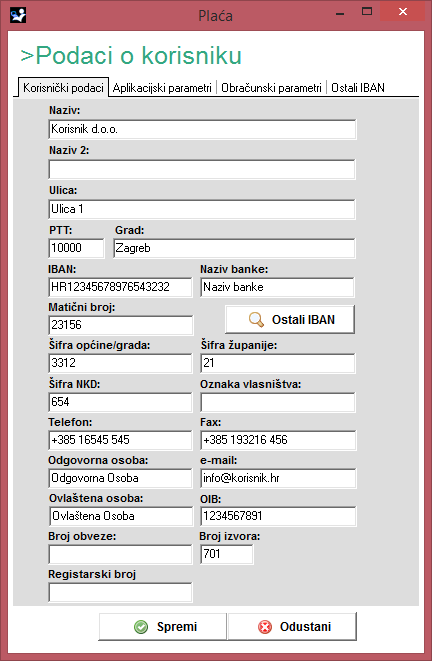 Plaća
>Podaci o korisniku
Korisnički podaci Aplikacijski parametri Obračunski parametri Ostali IBAN
Naziv:
Korisnik d.o.o.
Naziv 2:
Ulica:
Ulica 1
PTT: Grad:
10000 Zagreb
IBAN: Naziv banke:
HR12345678976543232 Naziv banke
Matični broj:
23156 Ostali IBAN
Šifra općine/grada: Šifra županije:
3312 21
Šifra NKD: Oznaka vlasništva:
654
Telefon: Fax:
+385 16545 545 +385 193216 456
Odgovorna osoba: e-mail:
Odgovorna Osoba info@korisnik.hr
Ovlaštena osoba: OIB:
Ovlaštena Osoba 1234567891
Broj obveze: Broj izvora:
701
Registarski broj
Spremi Odustani